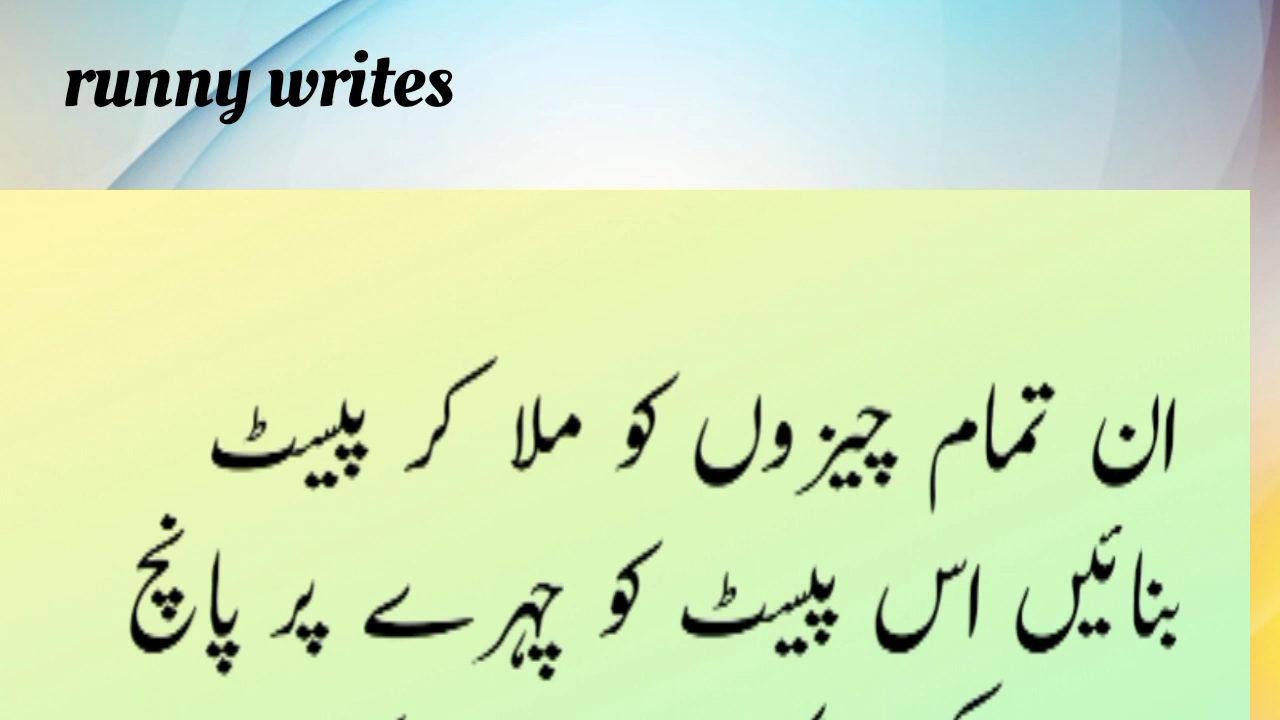 runny writes
ان تمام چیزوں کو ملا کر پیسٹ
بنائیں اس پیسٹ کو چہرے پر پانچ